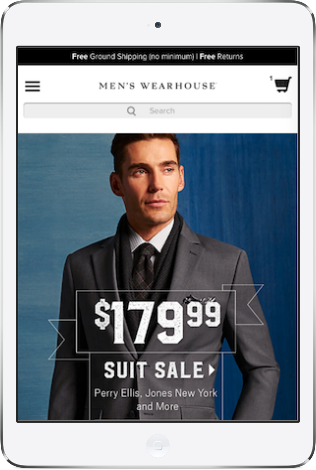 Free Ground Shipping (no minimum) | Free Returns
MEN'S WEARHOUSE
1
Search
$179.99
SUIT SALE
Perry Ellis, Jones New York
and More